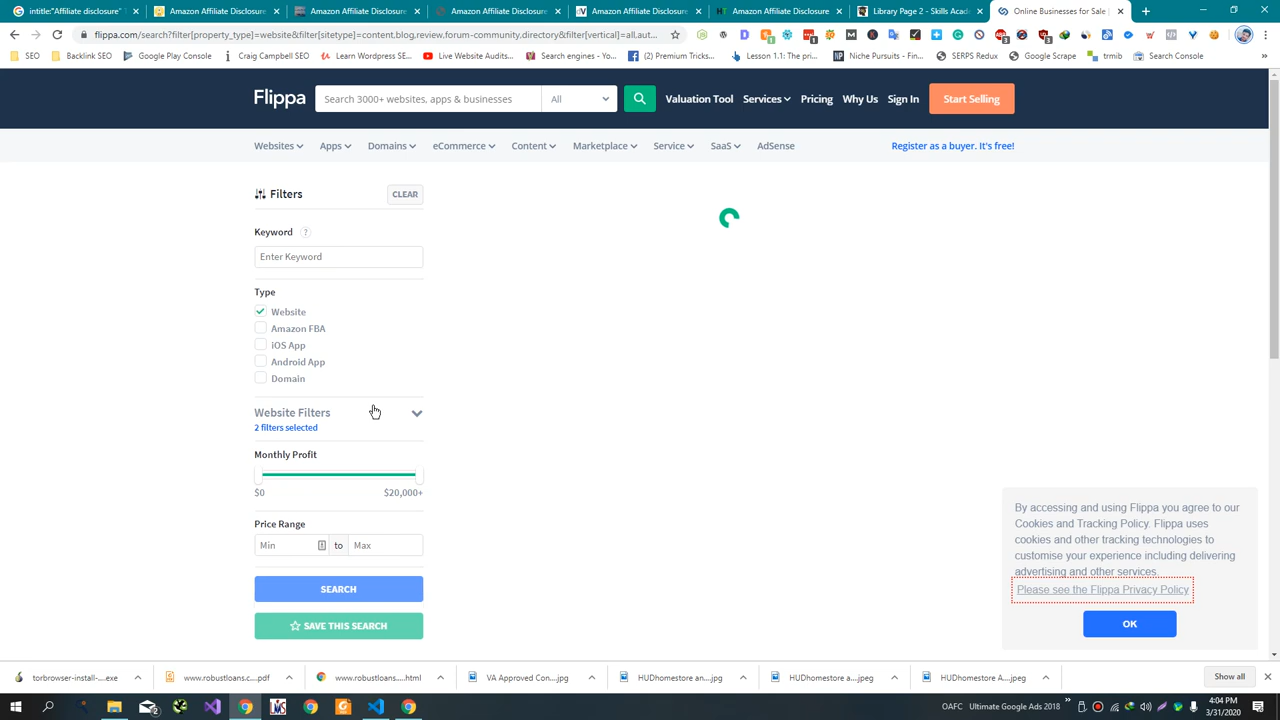 intitle:"Affiliate disclosure"
Amazon Affiliate Disclosure
Amazon Affiliate Disclosure
Amazon Affiliate Disclosure
Amazon Affiliate Disclosure
Amazon Affiliate Disclosure
Library Page 2 - Skills Acad
Online Businesses for Sale |
flippa.com/search?filter[property_type]=website&filter[sitetype]=content,blog,review,forum-community,directory&filter[vertical]=all,aut...
SEO
Backlink SEO
Google Play Console
Craig Campbell SEO
Learn Wordpress SE...
Live Website Audits...
Search engines - Yo...
(2) Premium Tricks...
Lesson 1.1: The pri...
Niche Pursuits - Fin...
SERPS Redux
Google Scrape
trmib
Search Console
Flippa
Search 3000+ websites, apps & businesses
All
Valuation Tool
Services
Pricing
Why Us
Sign In
Start Selling
Websites
Apps
Domains
eCommerce
Content
Marketplace
Service
SaaS
AdSense
Register as a buyer. It's free!
Filters
CLEAR
Keyword ?
Enter Keyword
Type
Website
Amazon FBA
iOS App
Android App
Domain
Website Filters
2 filters selected
Monthly Profit
$0
$20,000+
Price Range
Min
to
Max
SEARCH
SAVE THIS SEARCH
By accessing and using Flippa you agree to our
Cookies and Tracking Policy. Flippa uses
cookies and other tracking technologies to
customise your experience including delivering
advertising and other services.
Please see the Flippa Privacy Policy
OK
torbrowser-install-....exe
www.robustloans.c....pdf
www.robustloans....html
VA Approved Con....jpg
HUDhomestore an....jpg
HUDhomestore a....jpeg
HUDhomestore A....jpeg
Show all
OAFC
Ultimate Google Ads 2018
4:04 PM
3/31/2020